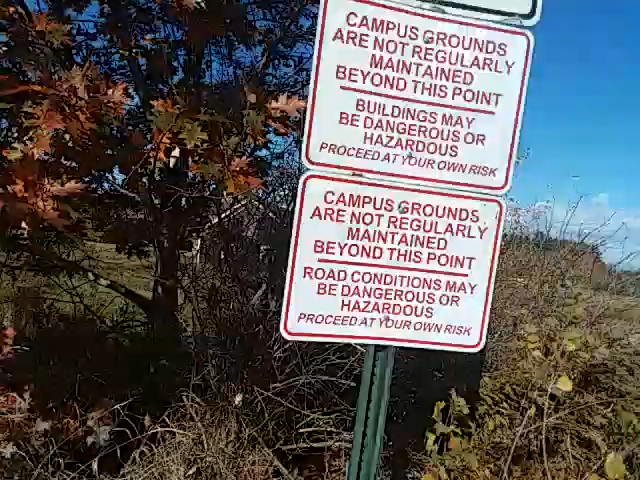 CAMPUS GROUNDS
ARE NOT REGULARLY
MAINTAINED
BEYOND THIS POINT
BUILDINGS MAY
BE DANGEROUS OR
HAZARDOUS
PROCEED AT YOUR OWN RISK
CAMPUS GROUNDS
ARE NOT REGULARLY
MAINTAINED
BEYOND THIS POINT
ROAD CONDITIONS MAY
BE DANGEROUS OR
HAZARDOUS
PROCEED AT YOUR OWN RISK